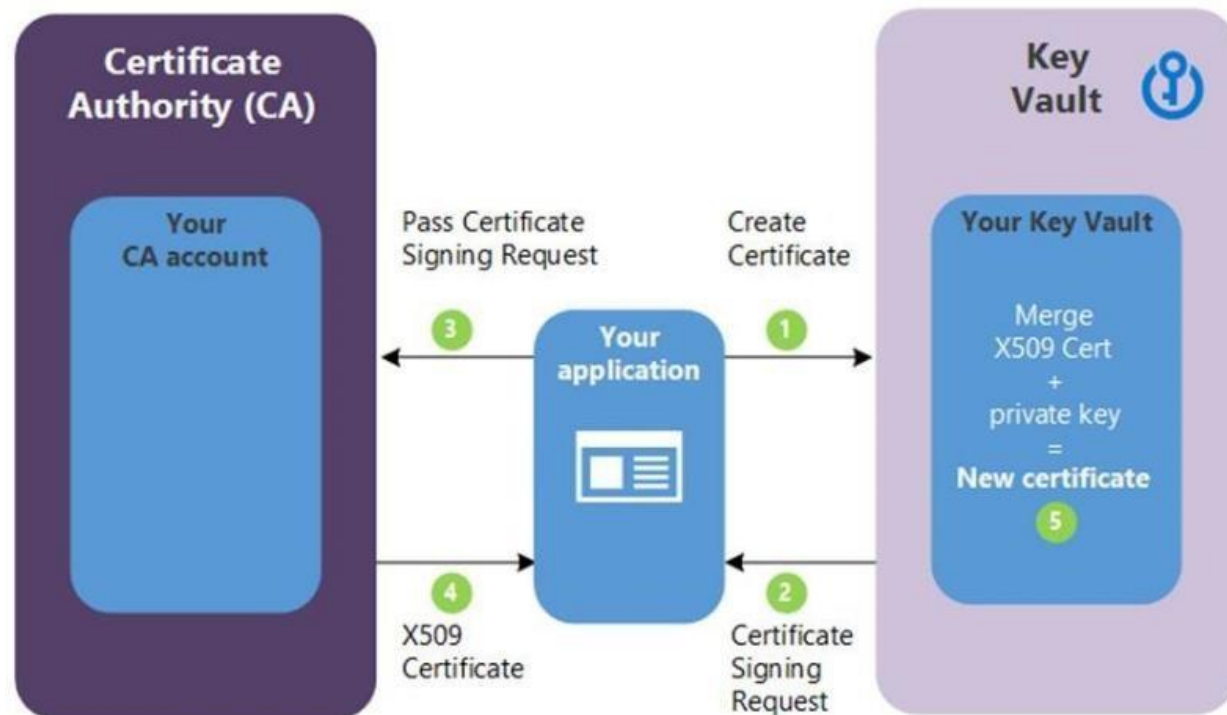 Certificate
Authority (CA)
Your
CA account
Pass Certificate
Signing Request
3
4
X509
Certificate
Your
application
Create
Certificate
1
2
Certificate
Signing
Request
Key
Vault
Your Key Vault
Merge
X509 Cert
+
private key
=
New certificate
5